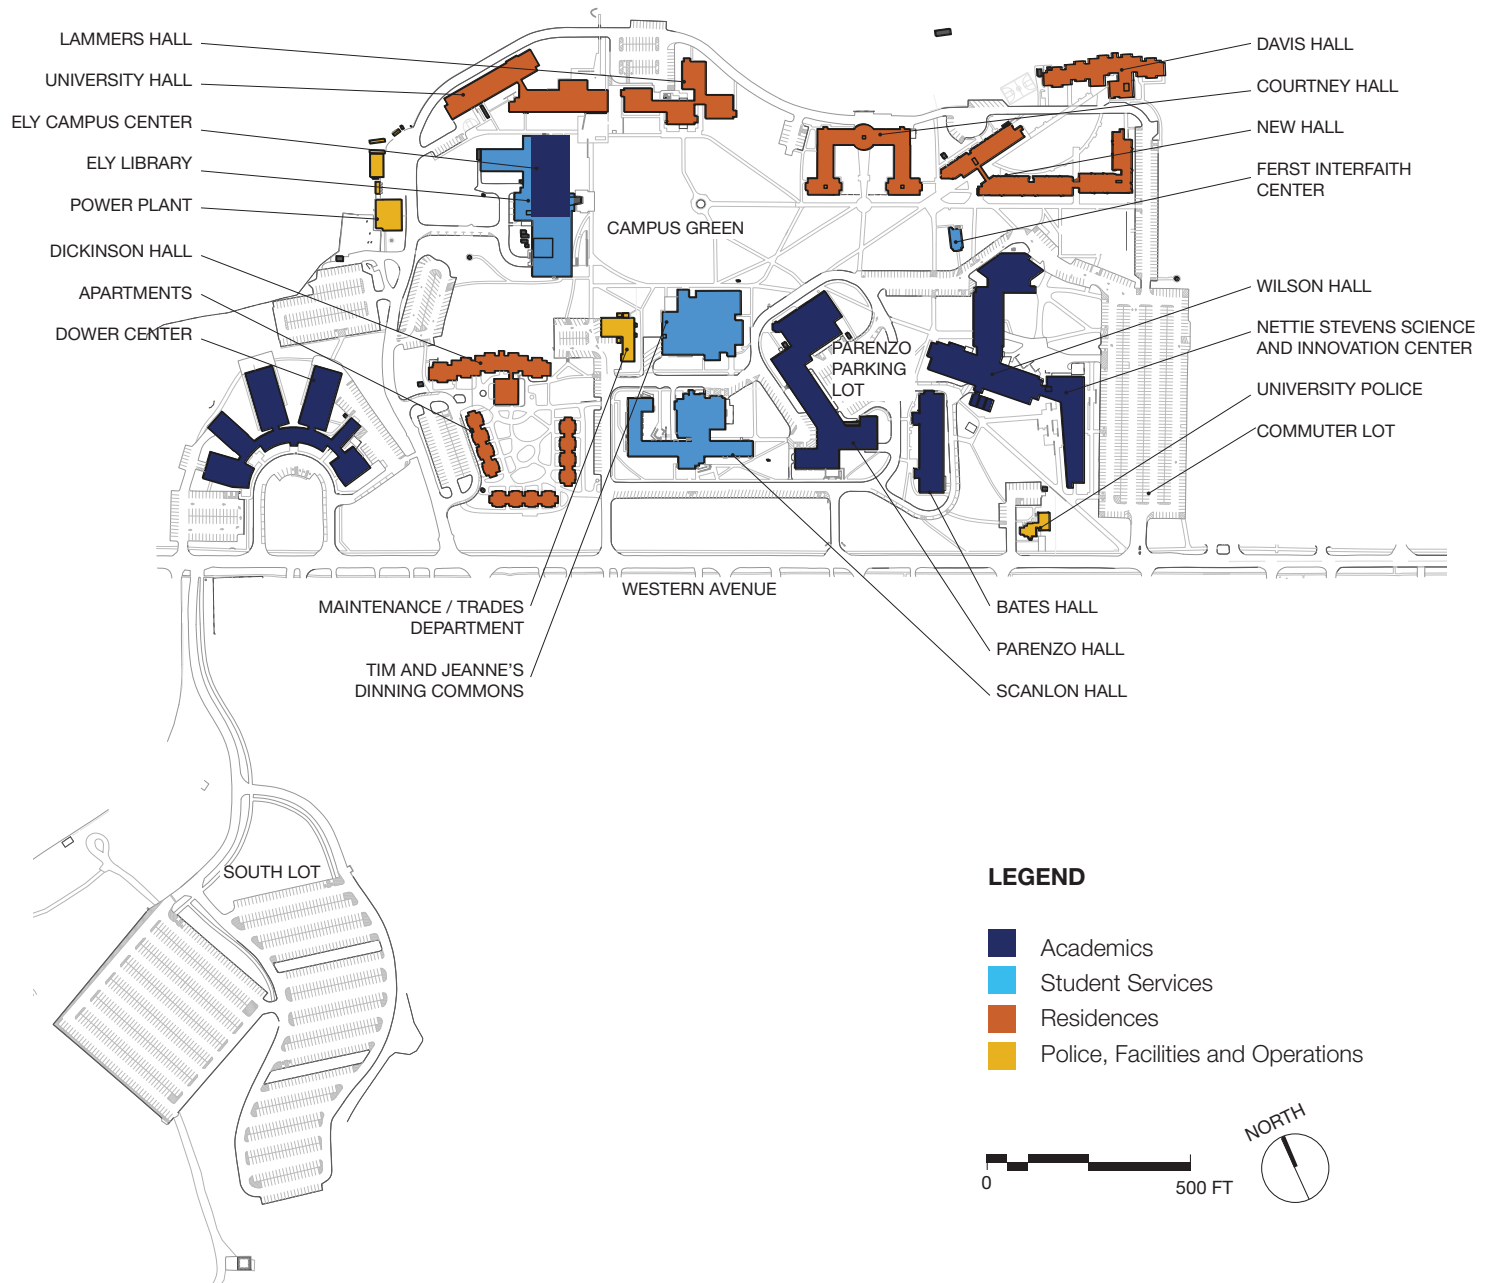 LAMMERS HALL
UNIVERSITY HALL
ELY CAMPUS CENTER
ELY LIBRARY
POWER PLANT
DICKINSON HALL
APARTMENTS
DOWER CENTER
DAVIS HALL
COURTNEY HALL
NEW HALL
FERST INTERFAITH
CENTER
WILSON HALL
NETTIE STEVENS SCIENCE
AND INNOVATION CENTER
UNIVERSITY POLICE
COMMUTER LOT
CAMPUS GREEN
PARENZO
PARKING
LOT
WESTERN AVENUE
MAINTENANCE / TRADES
DEPARTMENT
TIM AND JEANNE'S
DINNING COMMONS
BATES HALL
PARENZO HALL
SCANLON HALL
SOUTH LOT
LEGEND
Academics
Student Services
Residences
Police, Facilities and Operations
NORTH
0
500 FT